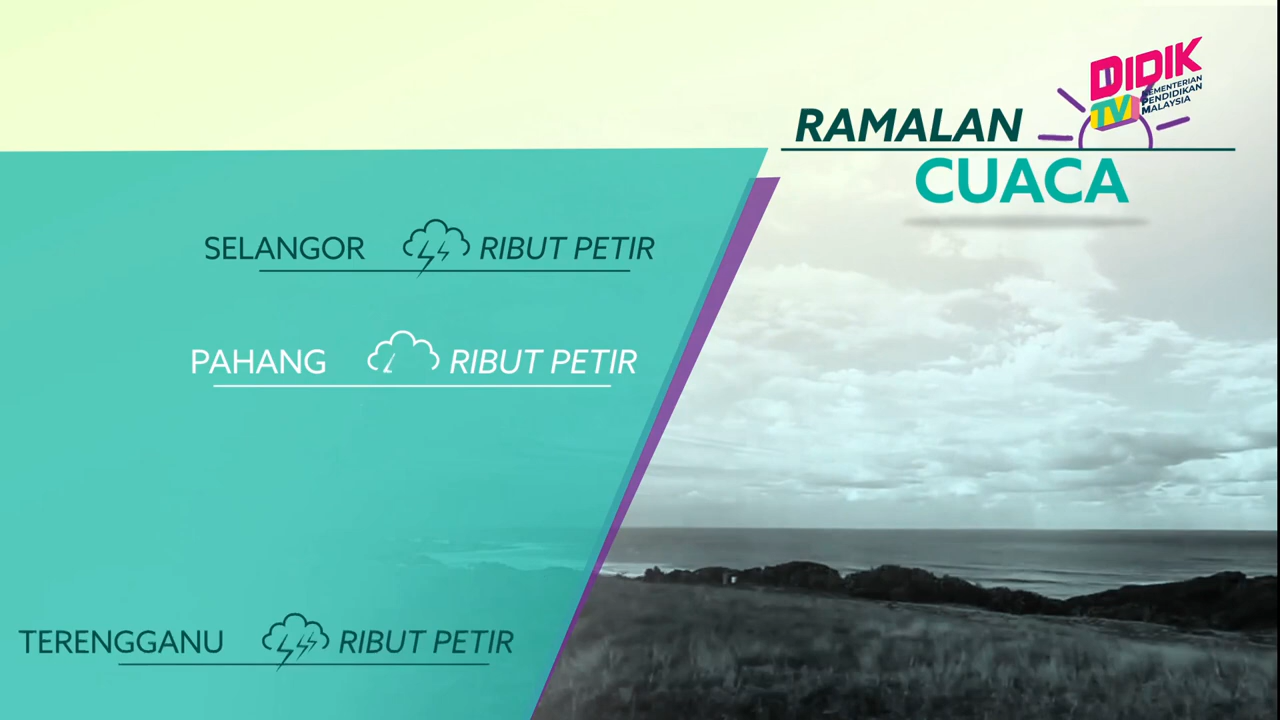 DIDIK
TV
KEMENTERIAN
PENDIDIKAN
MALAYSIA
RAMALAN
CUACA
SELANGOR RIBUT PETIR
PAHANG RIBUT PETIR
TERENGGANU RIBUT PETIR